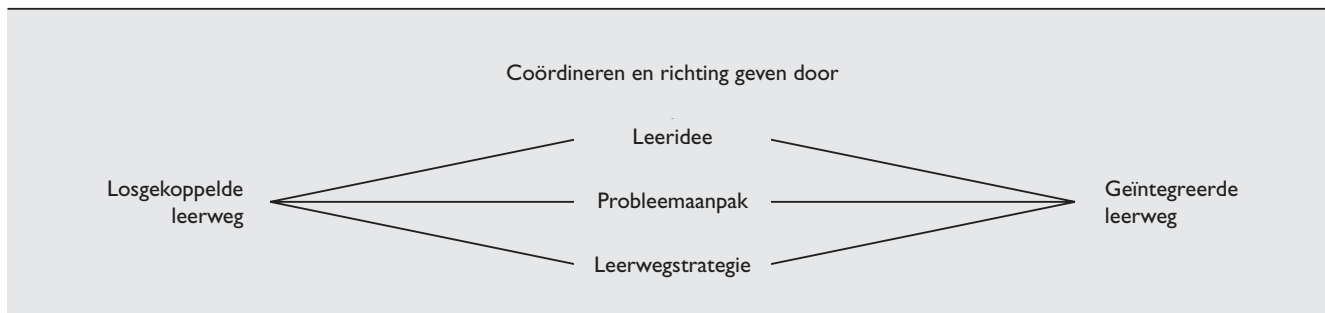 Coördineren en richting geven door
Leeridee
Losgekoppelde
leerweg
Probleemaanpak
Geïntegreerde
leerweg
Leerwegstrategie